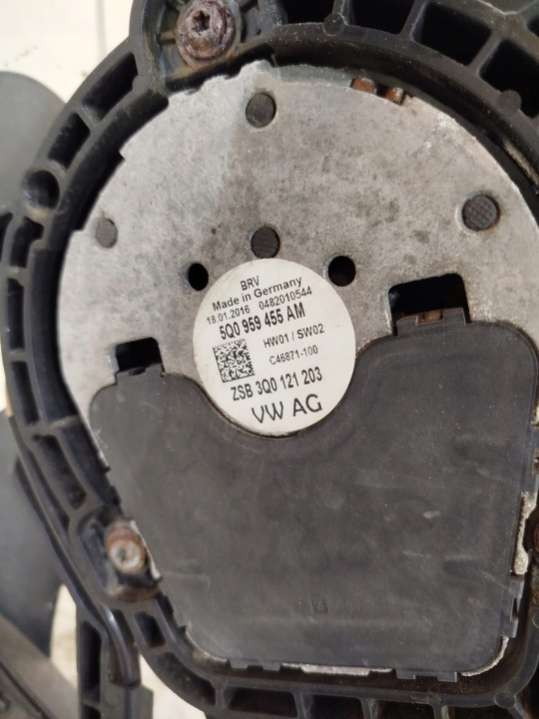 BRV
Made in Germany
18.01.2016 0482010544
5Q0 959 455 AM
HW01 / SW02
C46871-100
ZSB 3Q0 121 203
VW AG